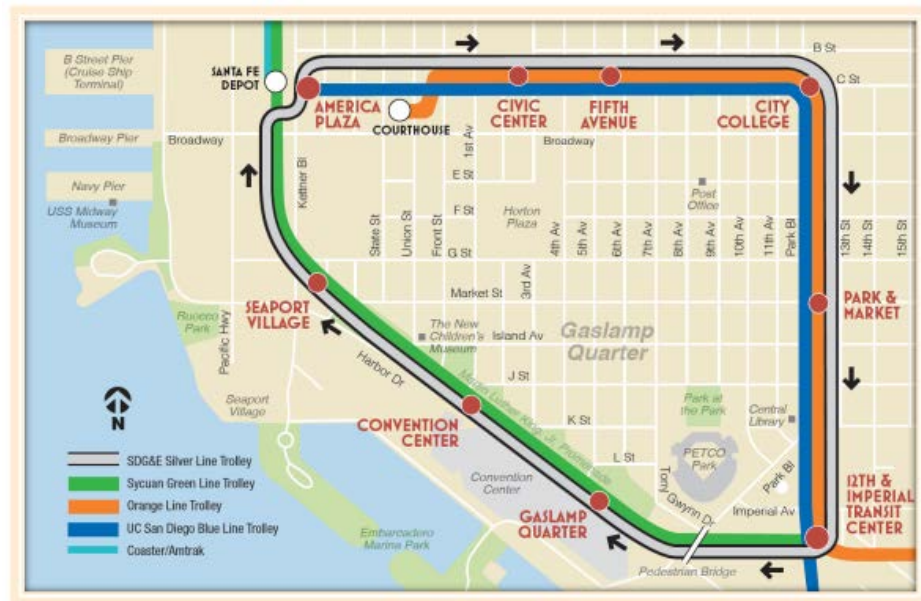 B St
B Street Pier
(Cruise Ship
Terminal)
SANTA FE
DEPOT
C St
AMERICA
PLAZA
COURTHOUSE
CIVIC
CENTER
FIFTH
AVENUE
CITY
COLLEGE
Broadway Pier
Broadway
Kettner Bl
1st Av
Broadway
Navy Pier
USS Midway
Museum
E St
F St
G St
Horton
Plaza
Post
Office
State St
Union St
Front St
3rd Av
4th Av
5th Av
6th Av
7th Av
8th Av
9th Av
10th Av
11th Av
Park Bl
13th St
14th St
15th St
Market St
SEAPORT
VILLAGE
PARK &
MARKET
Ruocco
Park
Pacific Hwy
The New
Children's
Museum
Island Av
Gaslamp
Quarter
Harbor Dr
J St
Martin Luther King Jr. Promenade
N
Seaport
Village
CONVENTION
CENTER
K St
Park at
the Park
Central
Library
L St
PETCO
Park
Park Bl
Tony Gwynn Dr
Imperial Av
12TH &
IMPERIAL
TRANSIT
CENTER
Convention
Center
GASLAMP
QUARTER
Embarcadero
Marina Park
Pedestrian Bridge
SDG&E Silver Line Trolley
Sycuan Green Line Trolley
Orange Line Trolley
UC San Diego Blue Line Trolley
Coaster/Amtrak